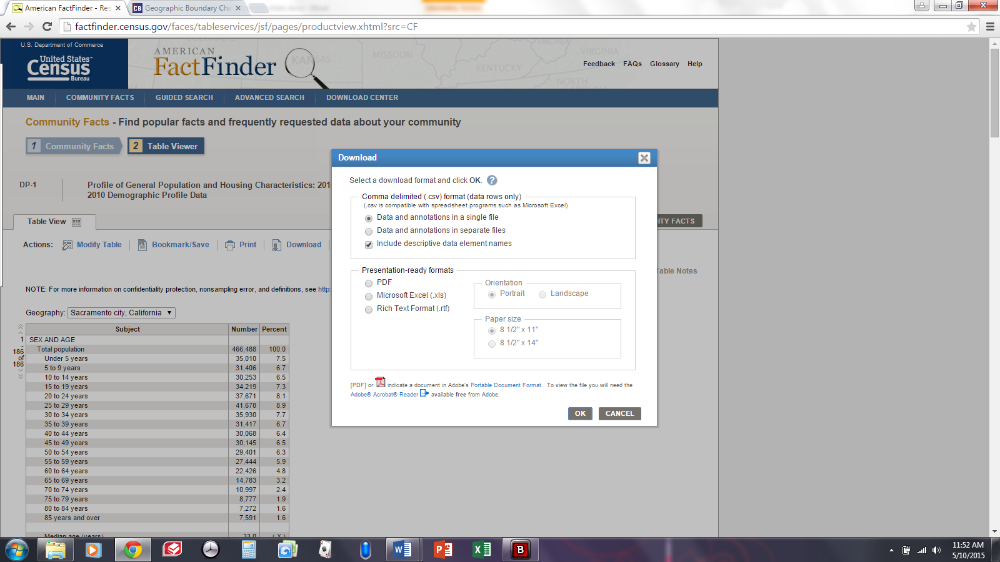 American FactFinder - Res
Geographic Boundary Cha
factfinder.census.gov/faces/tableservices/jsf/pages/productview.xhtml?src=CF
U.S. Department of Commerce
United States™
Census
Bureau
AMERICAN
FactFinder
KANSAS
MISSOURI
KENTUCKY
VIRGINIA
VIRGINIA
NORTH
Feedback FAQs Glossary Help
MAIN COMMUNITY FACTS GUIDED SEARCH ADVANCED SEARCH DOWNLOAD CENTER
Community Facts - Find popular facts and frequently requested data about your community
1 Community Facts 2 Table Viewer
DP-1
Profile of General Population and Housing Characteristics: 201
2010 Demographic Profile Data
Table View
ITY FACTS
Actions: Modify Table Bookmark/Save Print Download
Table Notes
NOTE: For more information on confidentiality protection, nonsampling error, and definitions, see http:
Geography: Sacramento city, California
1
-
186
of
186
Subject Number Percent
SEX AND AGE
Total population 466,488 100.0
Under 5 years 35,010 7.5
5 to 9 years 31,406 6.7
10 to 14 years 30,253 6.5
15 to 19 years 34,219 7.3
20 to 24 years 37,671 8.1
25 to 29 years 41,678 8.9
30 to 34 years 35,930 7.7
35 to 39 years 31,417 6.7
40 to 44 years 30,068 6.4
45 to 49 years 30,145 6.5
50 to 54 years 29,401 6.3
55 to 59 years 27,444 5.9
60 to 64 years 22,426 4.8
65 to 69 years 14,783 3.2
70 to 74 years 10,997 2.4
75 to 79 years 8,777 1.9
80 to 84 years 7,272 1.6
85 years and over 7,591 1.6
Median age (years) 33.0 ( X )
Download
Select a download format and click OK. ?
Comma delimited (.csv) format (data rows only)
(.csv is compatible with spreadsheet programs such as Microsoft Excel)
Data and annotations in a single file
Data and annotations in separate files
Include descriptive data element names
Presentation-ready formats
PDF
Microsoft Excel (.xls)
Rich Text Format (.rtf)
Orientation
Portrait Landscape
Paper size
8 1/2" x 11"
8 1/2" x 14"
[PDF] or indicate a document in Adobe's Portable Document Format . To view the file you will need the
Adobe® Acrobat® Reader available free from Adobe.
OK CANCEL
11:52 AM
5/10/2015